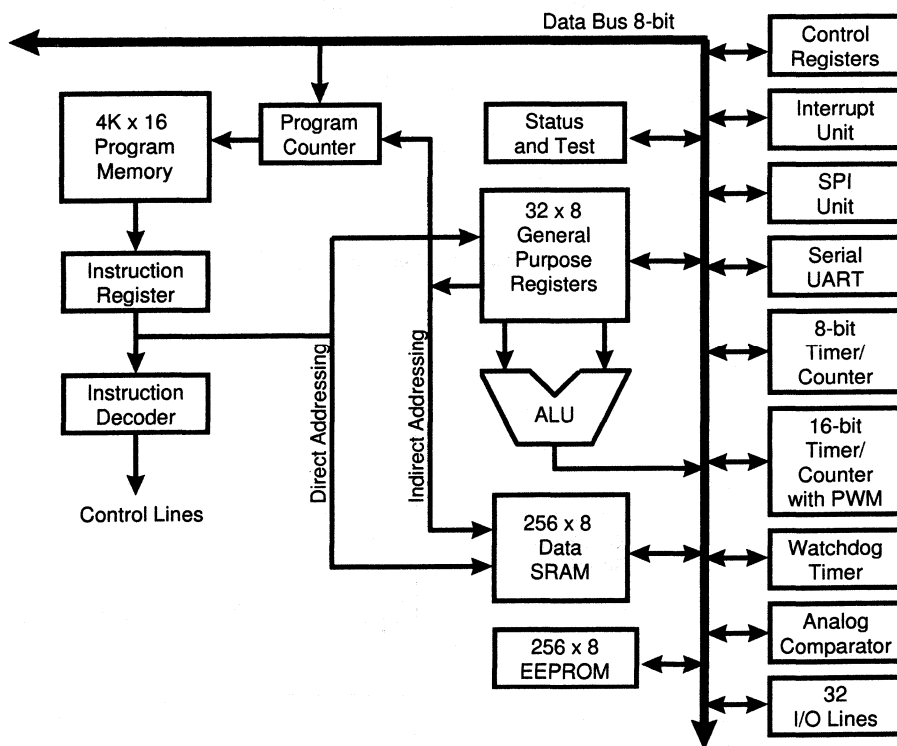 Data Bus 8-bit
4K x 16
Program
Memory
Program
Counter
Status
and Test
Control
Registers
Interrupt
Unit
SPI
Unit
32 x 8
General
Purpose
Registers
Instruction
Register
Serial
UART
Instruction
Decoder
Direct Addressing
Indirect Addressing
ALU
8-bit
Timer/
Counter
16-bit
Timer/
Counter
with PWM
Control Lines
256 x 8
Data
SRAM
Watchdog
Timer
256 x 8
EEPROM
Analog
Comparator
32
I/O Lines